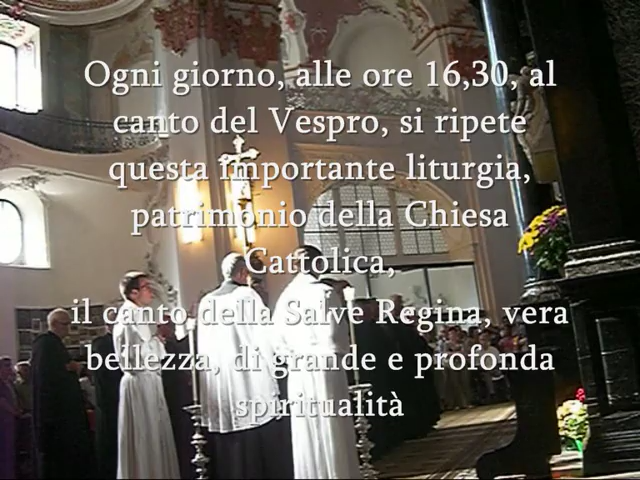 Ogni giorno, alle ore 16,30, al
canto del Vespro, si ripete
questa importante liturgia,
patrimonio della Chiesa
Cattolica,
il canto della Salve Regina, vera
bellezza, di grande e profonda
spiritualità